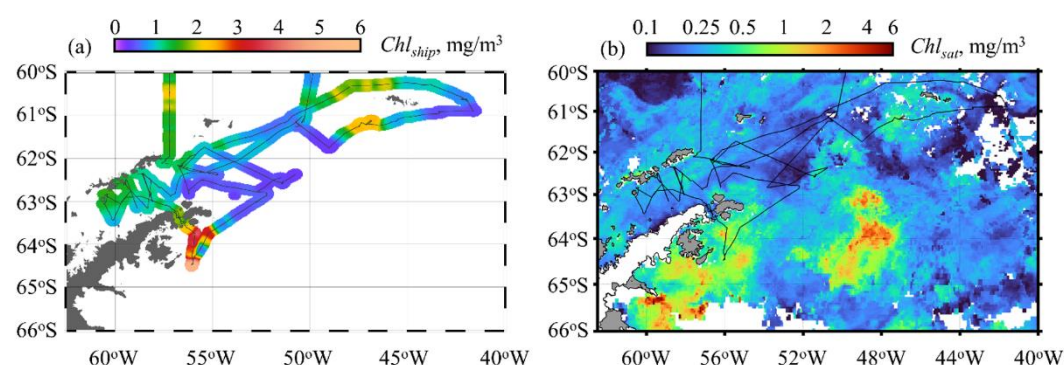 (a) 0 1 2 3 4 5 6 Chl_ship, mg/m³
60°S
61°S
62°S
63°S
64°S
65°S
66°S
60°W 55°W 50°W 45°W 40°W
(b) 0.1 0.25 0.5 1 2 4 6 Chl_sat, mg/m³
60°S
61°S
62°S
63°S
64°S
65°S
66°S
60°W 56°W 52°W 48°W 44°W 40°W